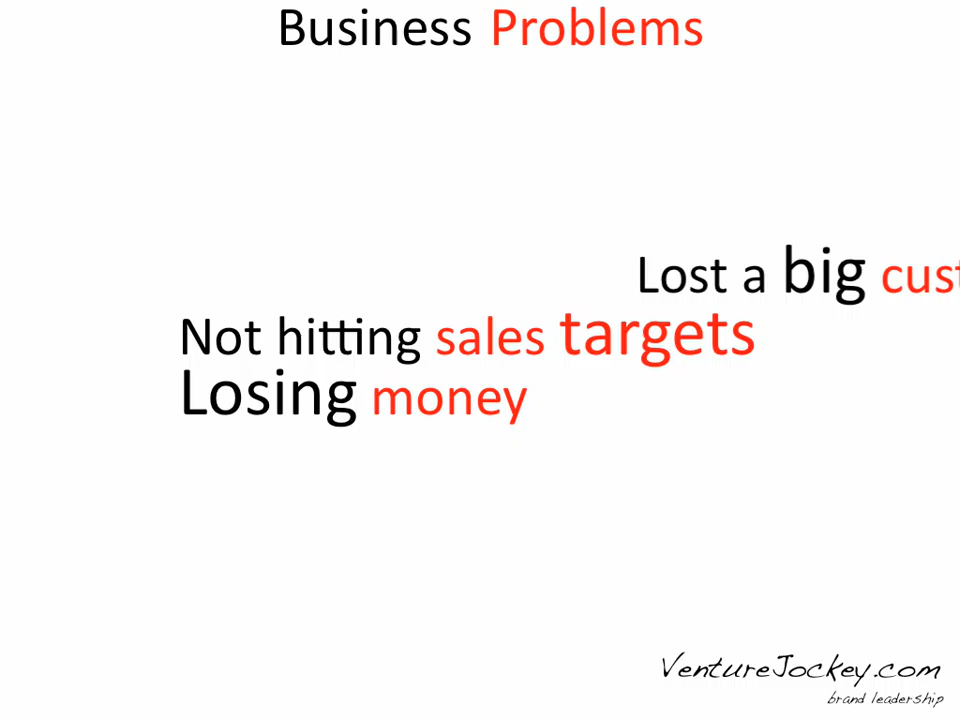 Business Problems
Lost a big cust
Not hitting sales targets
Losing money
VentureJockey.com
brand leadership